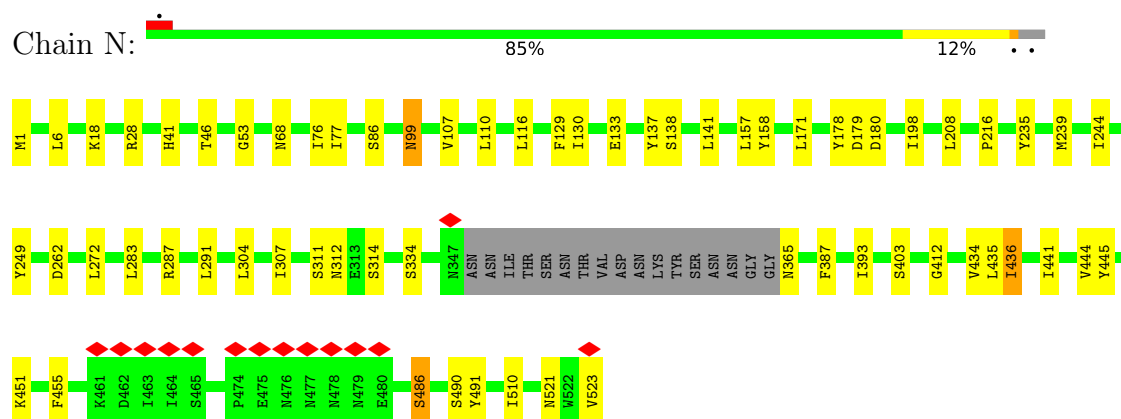 Chain N:
85% 12%
M1 L6 K18 R28 H41 T46 G53 N68 I76 I77 S86 N99 V107 L110 L116 F129 I130 E133 Y137 S138 L141 L157 Y158 L171 Y178 D179 D180 I198 L208 P216 Y235 M239 I244
Y249 D262 L272 L283 R287 L291 L304 I307 S311 N312 E313 S314 S334 N347 ASN ASN ILE THR SER ASN THR VAL ASP ASN LYS TYR SER ASN ASN GLY GLY N365 F387 I393 S403 G412 V434 L435 I436 I441 V444 Y445
K451 F455 K461 D462 I463 I464 S465 P474 E475 N476 N477 N478 N479 E480 S486 S490 Y491 I510 N521 W522 V523